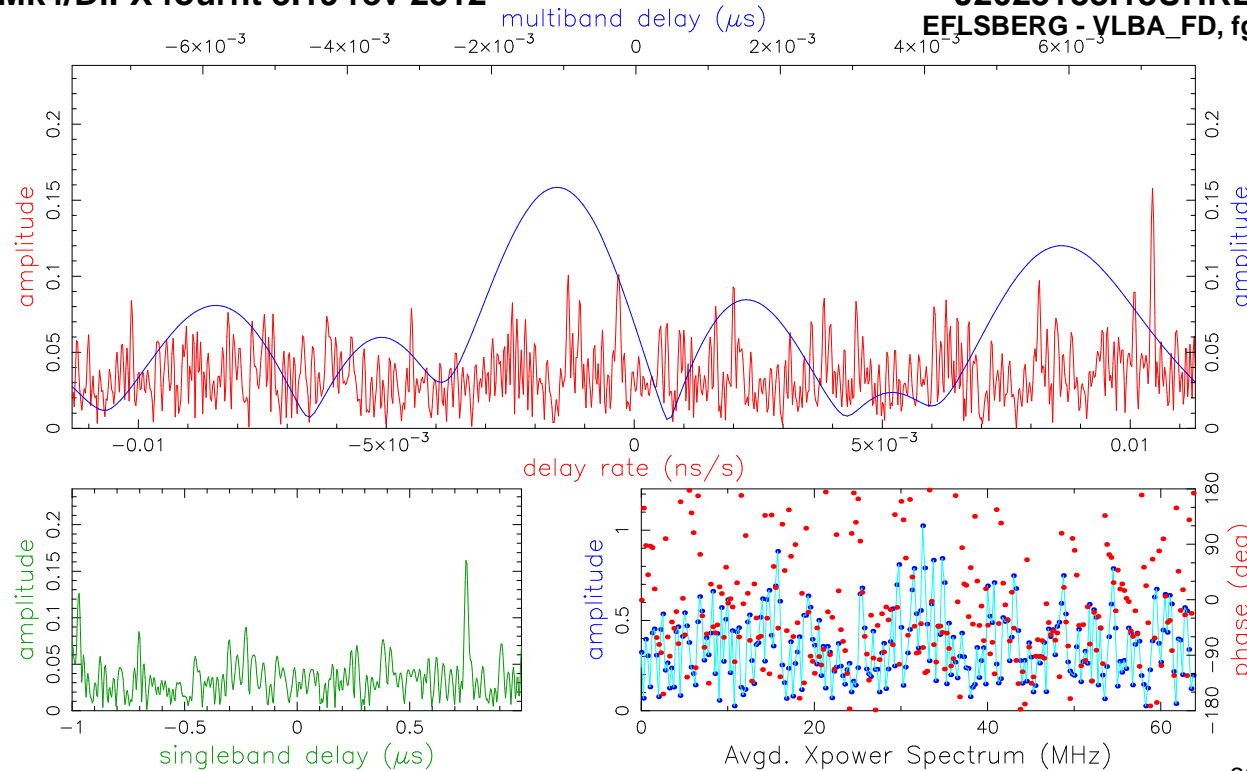 multiband delay (μs)
EFLSBERG - VLBA_FD, fg
−6×10⁻³ −4×10⁻³ −2×10⁻³ 0 2×10⁻³ 4×10⁻³ 6×10⁻³
amplitude
0 0.05 0.1 0.15 0.2
0 0.05 0.1 0.15 0.2
amplitude
−0.01 −5×10⁻³ 0 5×10⁻³ 0.01
delay rate (ns/s)
amplitude
0 0.05 0.1 0.15 0.2
−1 −0.5 0 0.5
singleband delay (μs)
amplitude
0 0.5 1
−180 −90 0 90 180
phase (deg)
0 20 40 60
Avgd. Xpower Spectrum (MHz)